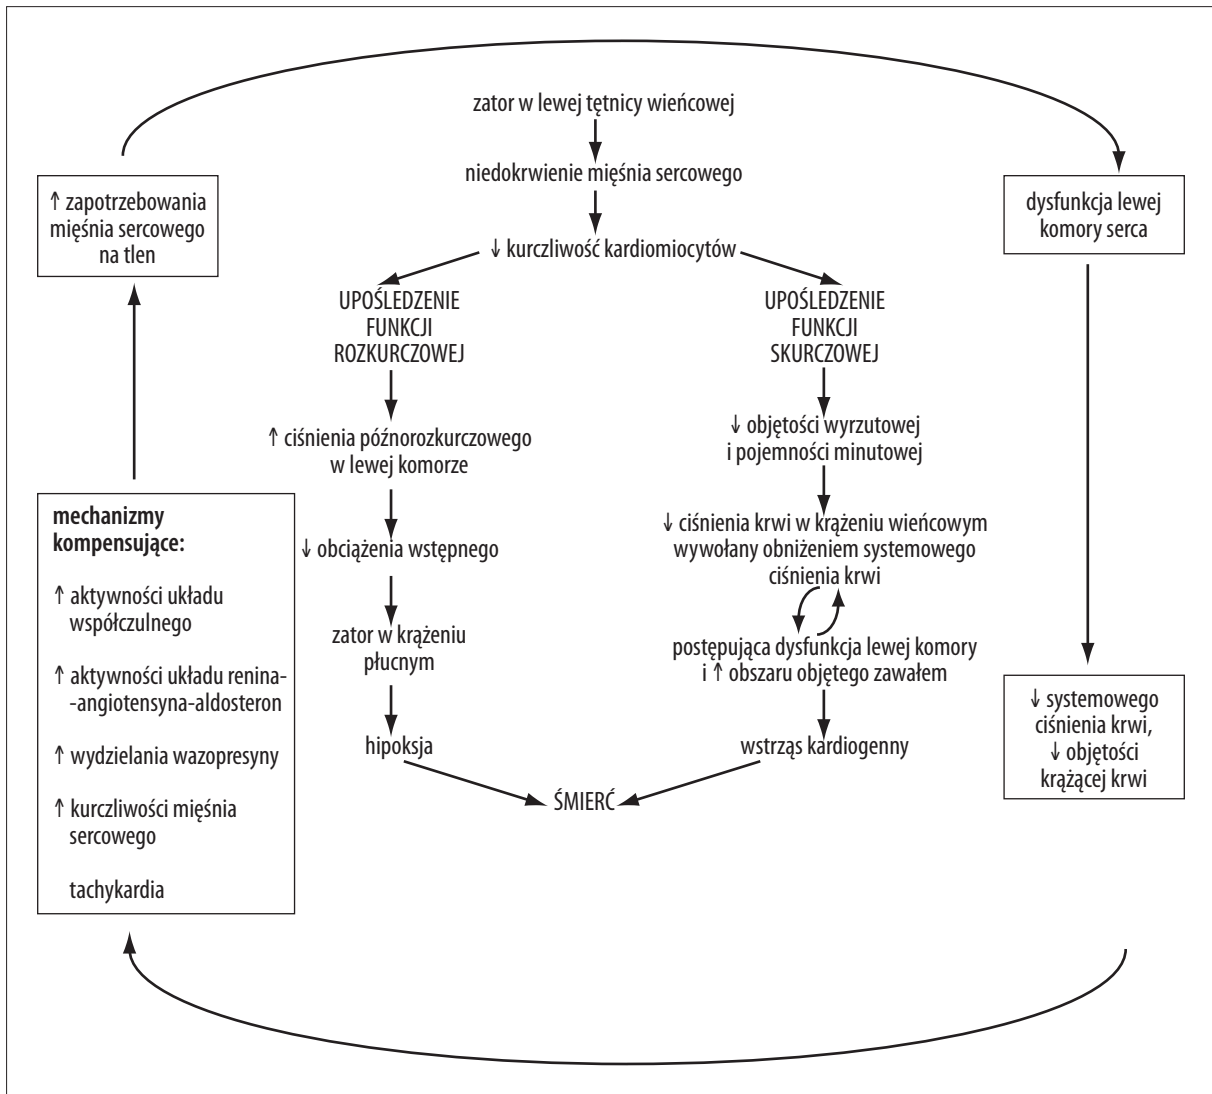 zator w lewej tętnicy wieńcowej
niedokrwienie mięśnia sercowego
↓ kurczliwość kardiomiocytów
UPOŚLEDZENIE
FUNKCJI
ROZKURCZOWEJ
↑ ciśnienia późnorozkurczowego
w lewej komorze
↓ obciążenia wstępnego
zator w krążeniu
płucnym
hipoksja
UPOŚLEDZENIE
FUNKCJI
SKURCZOWEJ
↓ objętości wyrzutowej
i pojemności minutowej
↓ ciśnienia krwi w krążeniu wieńcowym
wywołany obniżeniem systemowego
ciśnienia krwi
postępująca dysfunkcja lewej komory
i ↑ obszaru objętego zawałem
wstrząs kardiogenny
ŚMIERĆ
dysfunkcja lewej
komory serca
↓ systemowego
ciśnienia krwi,
↓ objętości
krążącej krwi
mechanizmy
kompensujące:
↑ aktywności układu
współczulnego
↑ aktywności układu renina-
-angiotensyna-aldosteron
↑ wydzielania wazopresyny
↑ kurczliwości mięśnia
sercowego
tachykardia
↑ zapotrzebowania
mięśnia sercowego
na tlen